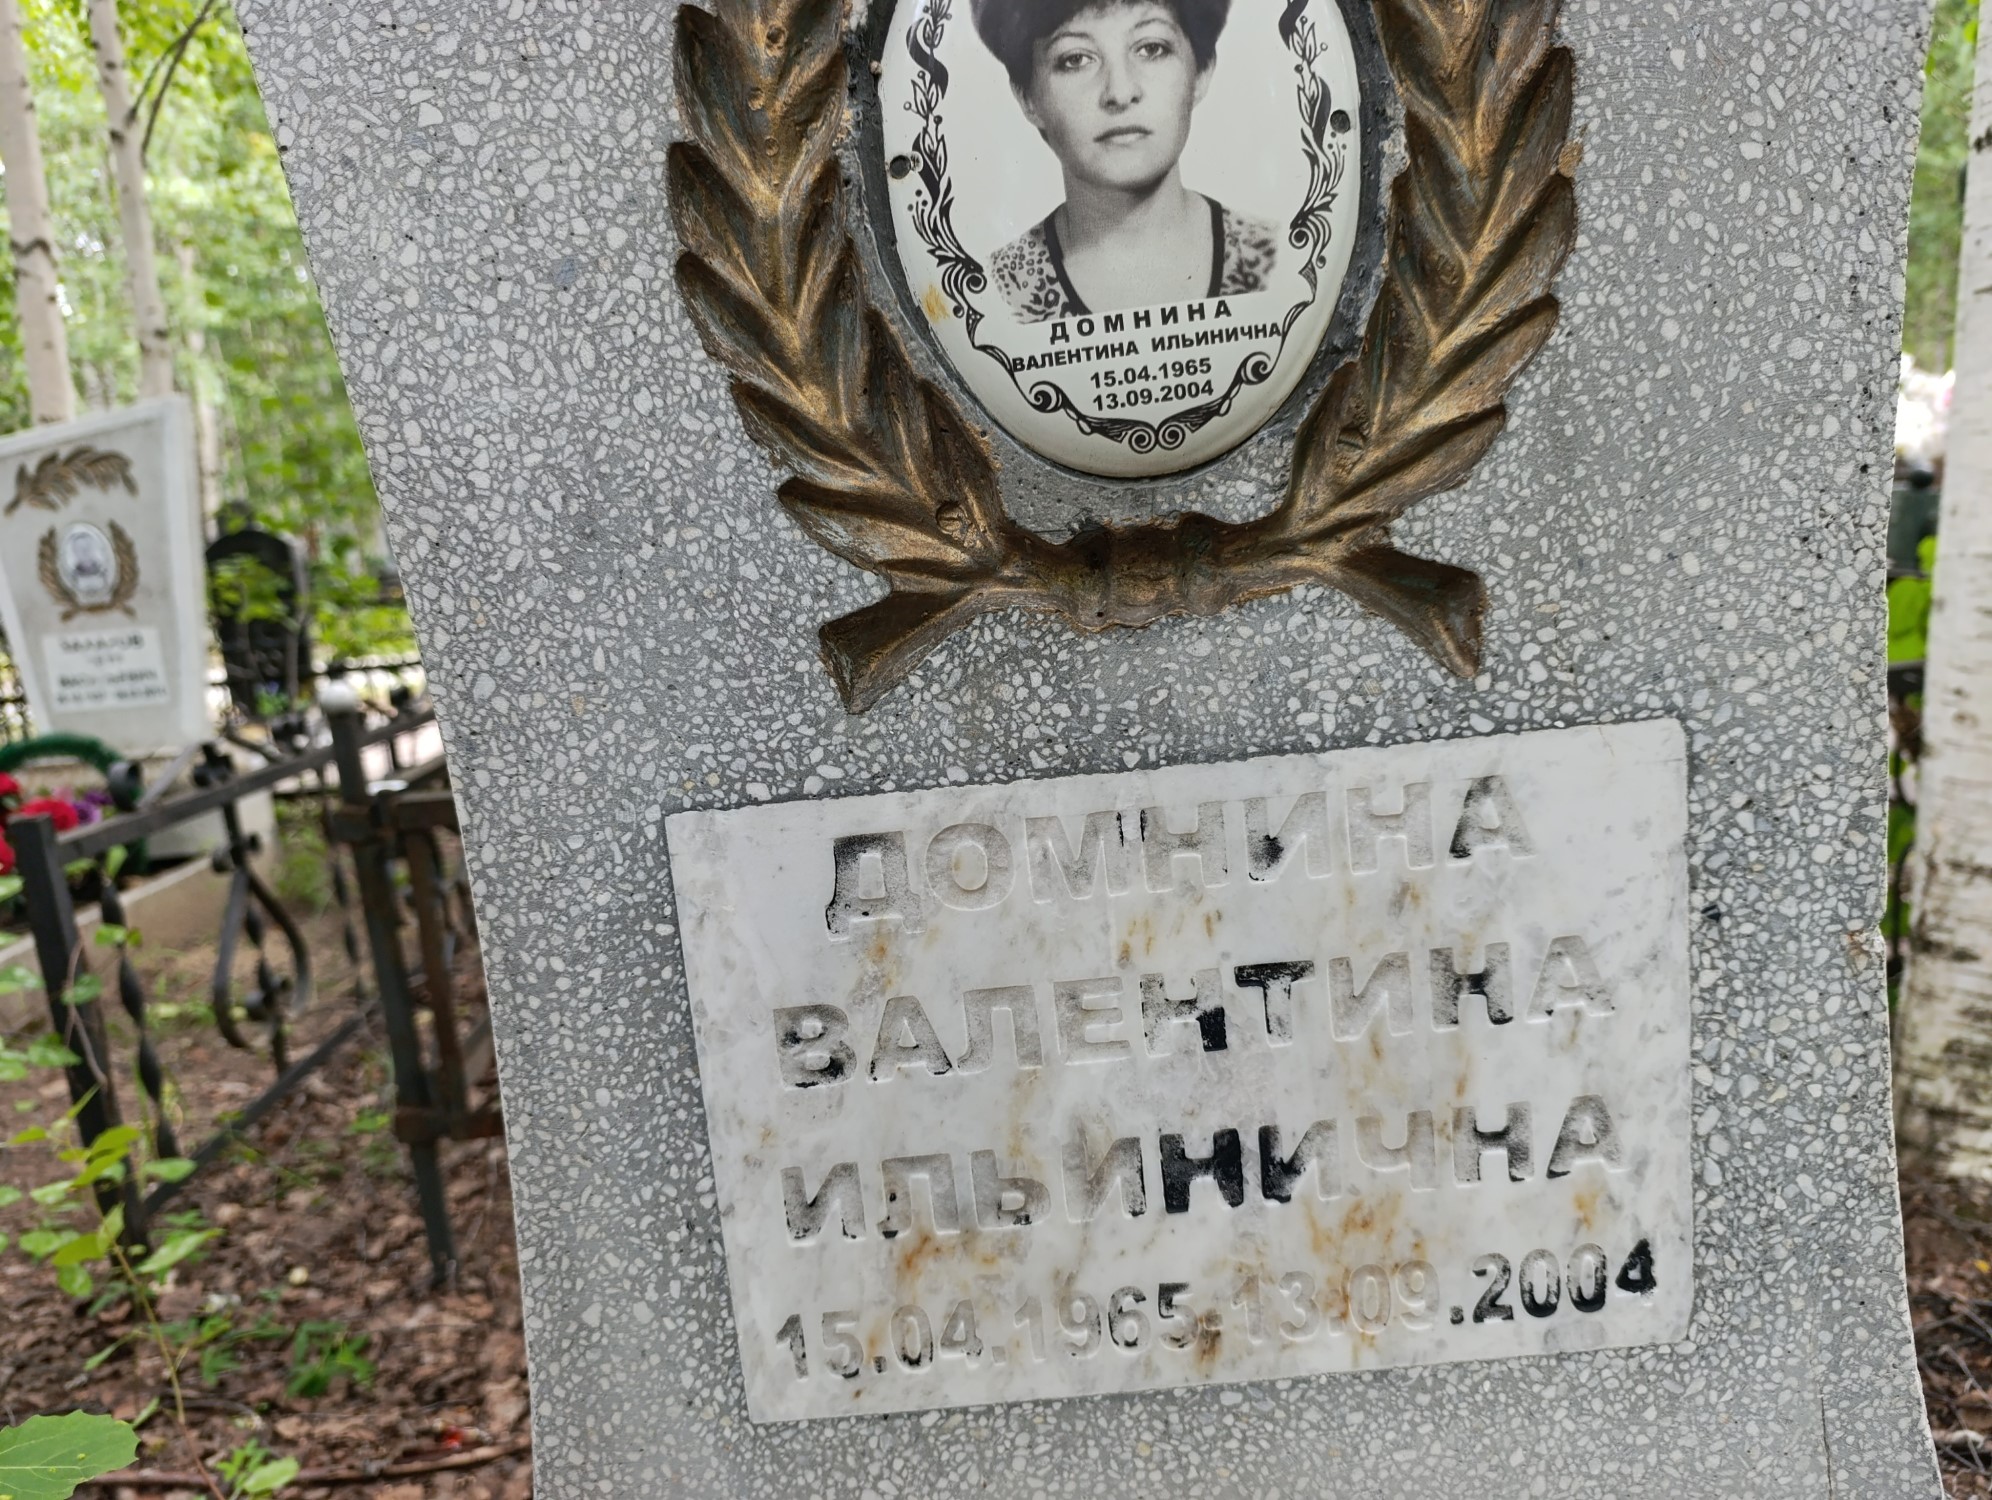 ДОМНИНА
ВАЛЕНТИНА ИЛЬИНИЧНА
15.04.1965
13.09.2004
ДОМНИНА
ВАЛЕНТИНА
ИЛЬИНИЧНА
15.04.1965-13.09.2004